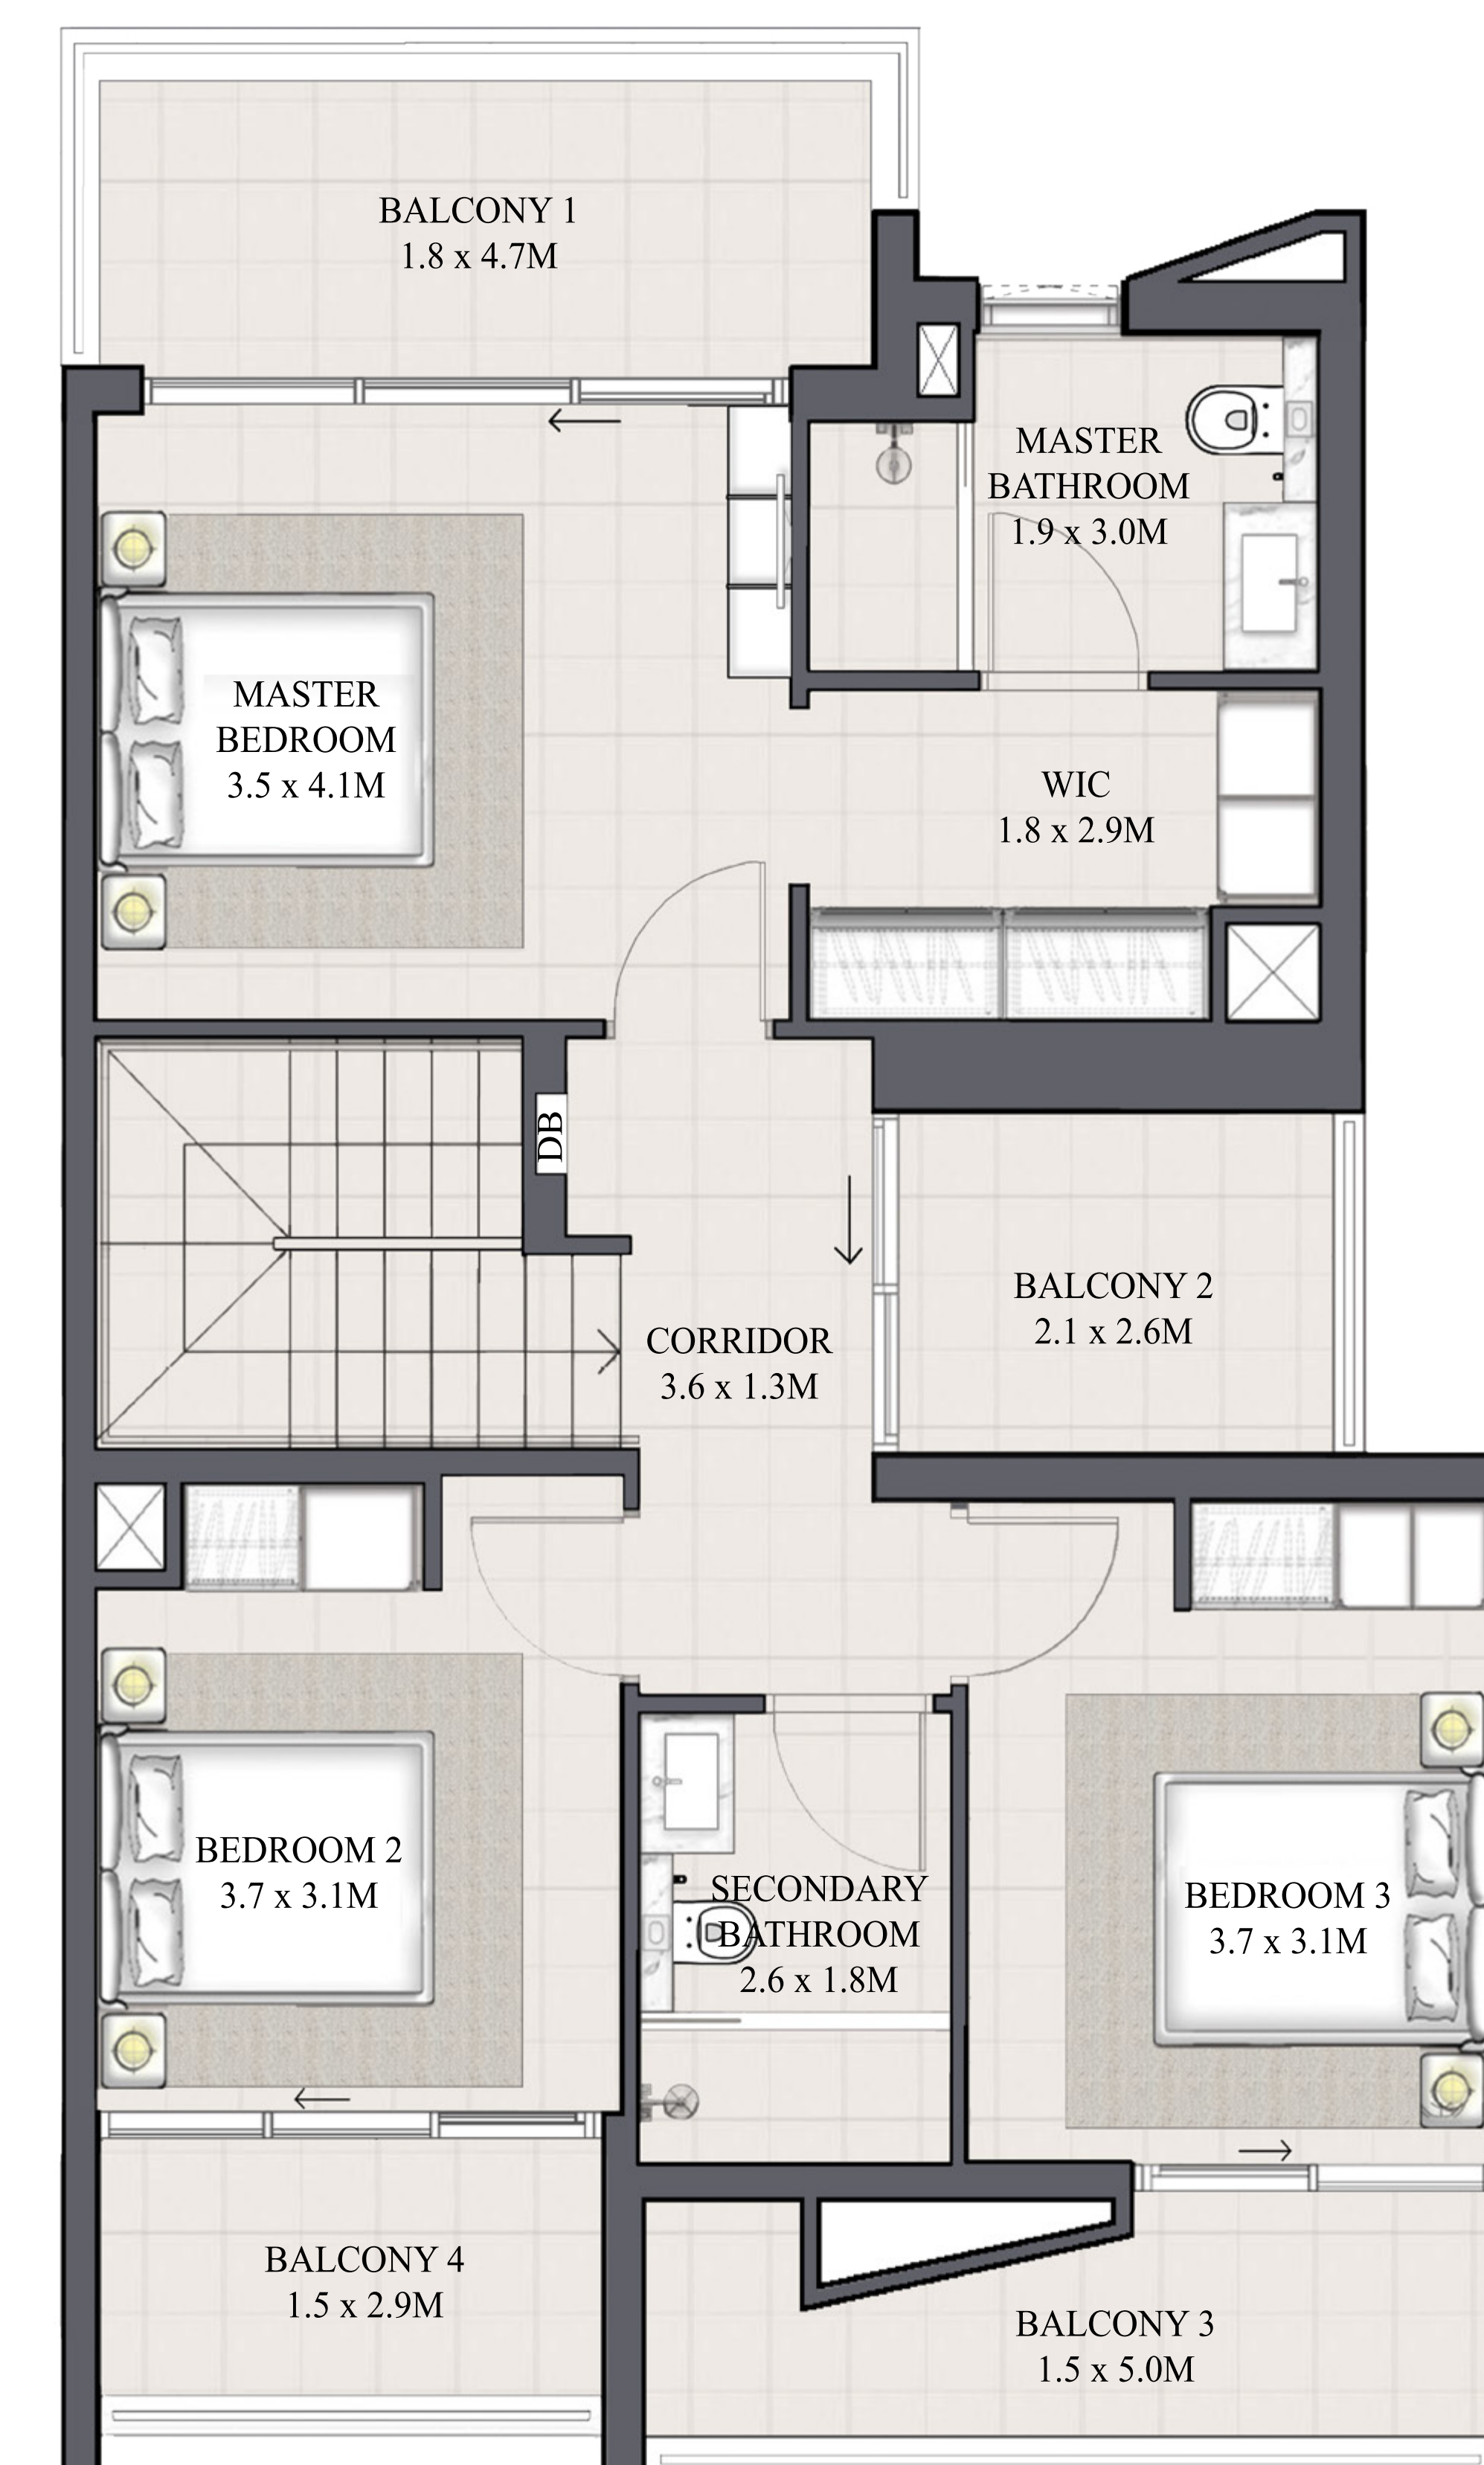 BALCONY 1
1.8 x 4.7M
MASTER
BATHROOM
1.9 x 3.0M
MASTER
BEDROOM
3.5 x 4.1M
WIC
1.8 x 2.9M
DB
BALCONY 2
2.1 x 2.6M
CORRIDOR
3.6 x 1.3M
BEDROOM 2
3.7 x 3.1M
SECONDARY
BATHROOM
2.6 x 1.8M
BEDROOM 3
3.7 x 3.1M
BALCONY 4
1.5 x 2.9M
BALCONY 3
1.5 x 5.0M